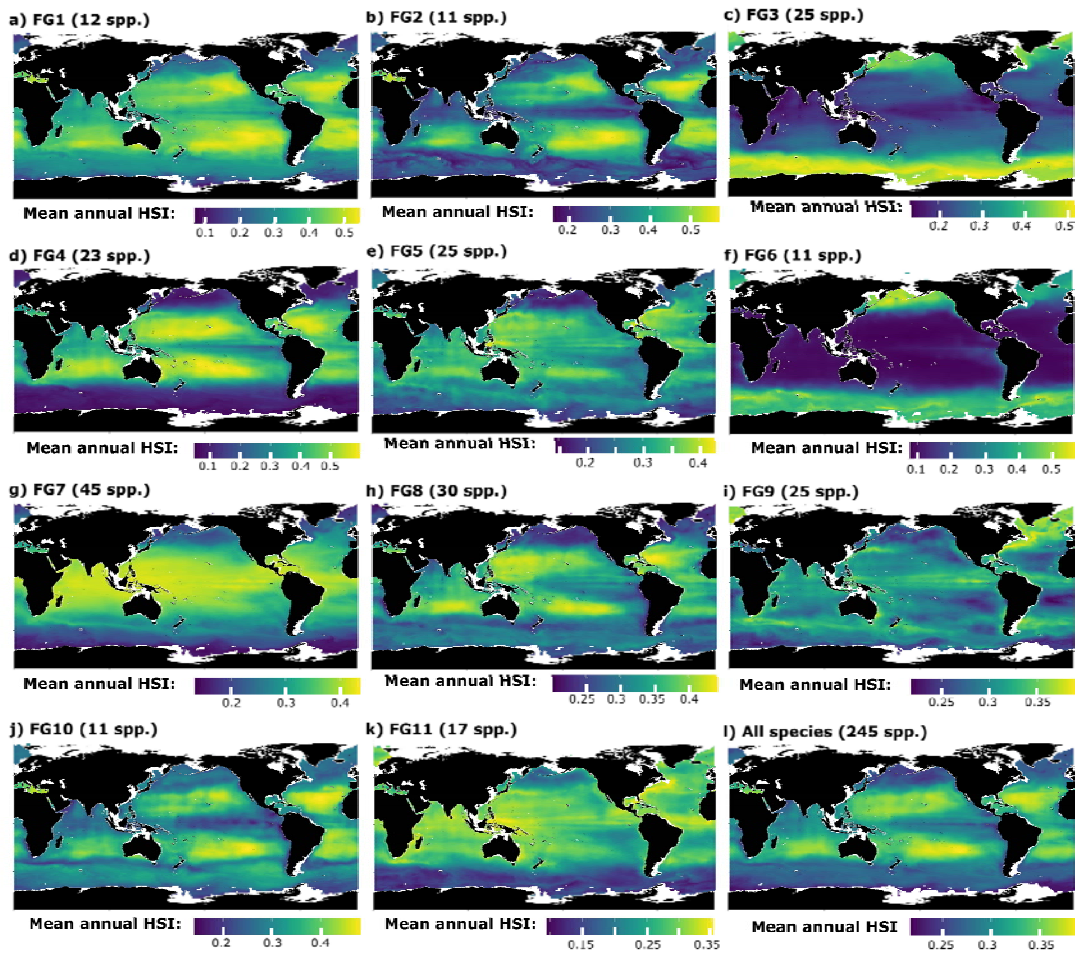 a) FG1 (12 spp.)
b) FG2 (11 spp.)
c) FG3 (25 spp.)
Mean annual HSI:
0.1 0.2 0.3 0.4 0.5
Mean annual HSI:
0.2 0.3 0.4 0.5
Mean annual HSI:
0.2 0.3 0.4 0.5
d) FG4 (23 spp.)
e) FG5 (25 spp.)
f) FG6 (11 spp.)
Mean annual HSI:
0.1 0.2 0.3 0.4 0.5
Mean annual HSI:
0.2 0.3 0.4
Mean annual HSI:
0.1 0.2 0.3 0.4 0.5
g) FG7 (45 spp.)
h) FG8 (30 spp.)
i) FG9 (25 spp.)
Mean annual HSI:
0.2 0.3 0.4
Mean annual HSI:
0.25 0.3 0.35 0.4
Mean annual HSI:
0.25 0.3 0.35
j) FG10 (11 spp.)
k) FG11 (17 spp.)
l) All species (245 spp.)
Mean annual HSI:
0.2 0.3 0.4
Mean annual HSI:
0.15 0.25 0.35
Mean annual HSI
0.25 0.3 0.35